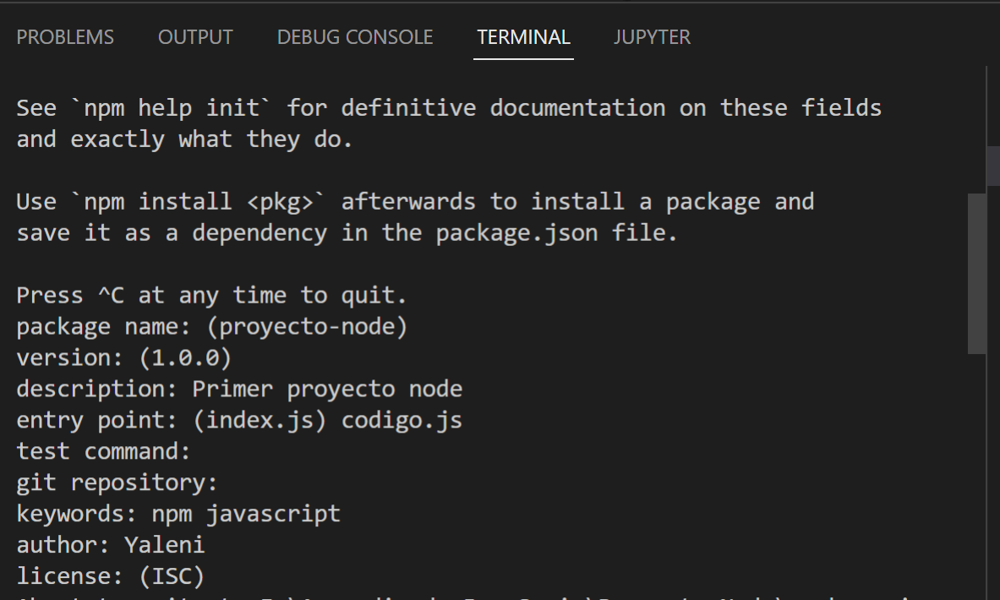 PROBLEMS OUTPUT DEBUG CONSOLE TERMINAL JUPYTER
See `npm help init` for definitive documentation on these fields
and exactly what they do.
Use `npm install <pkg>` afterwards to install a package and
save it as a dependency in the package.json file.
Press ^C at any time to quit.
package name: (proyecto-node)
version: (1.0.0)
description: Primer proyecto node
entry point: (index.js) codigo.js
test command:
git repository:
keywords: npm javascript
author: Yaleni
license: (ISC)